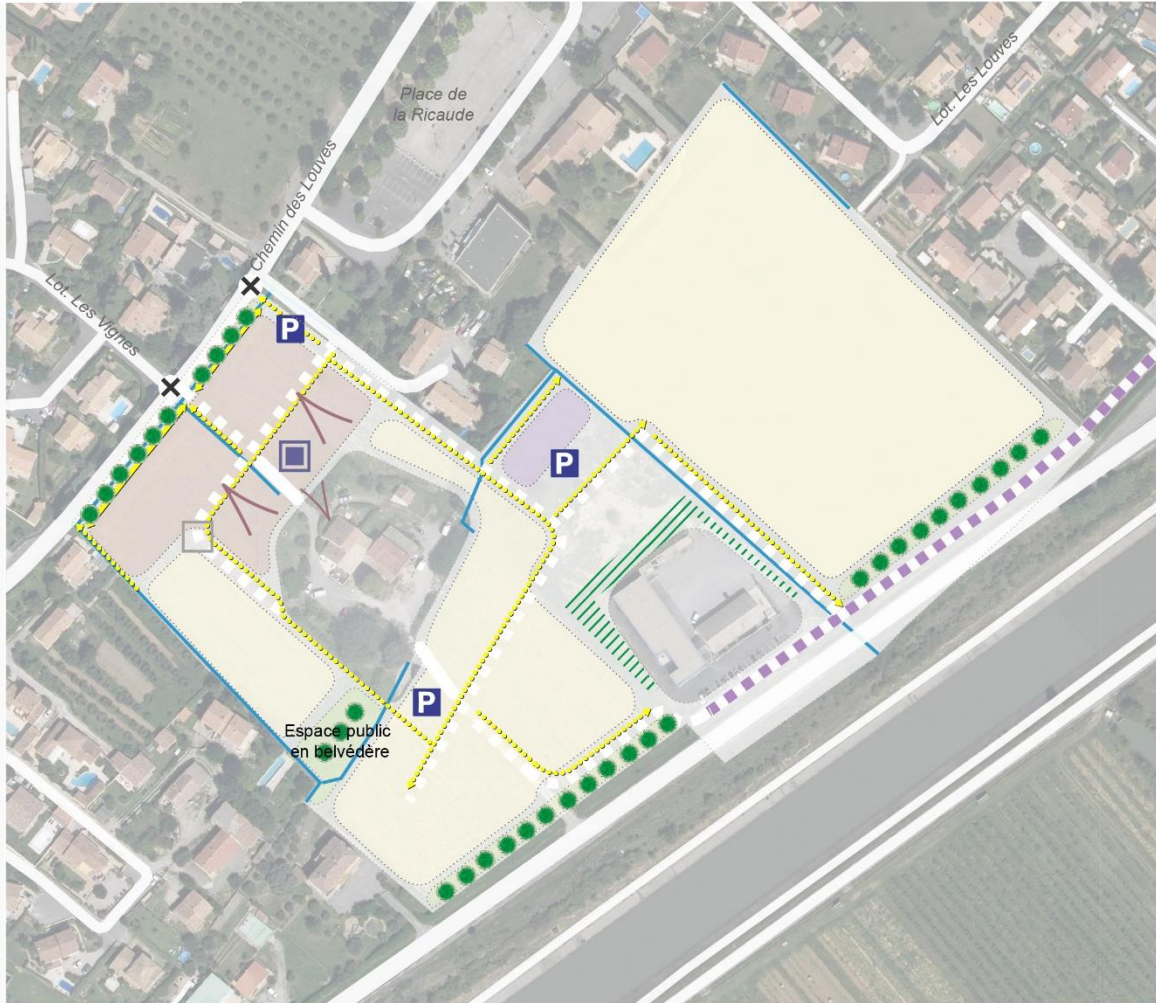 Place de
la Ricaude
Lot. Les Louves
Chemin des Louves
Lot. Les Vignes
P
P
P
Espace public
en belvédère